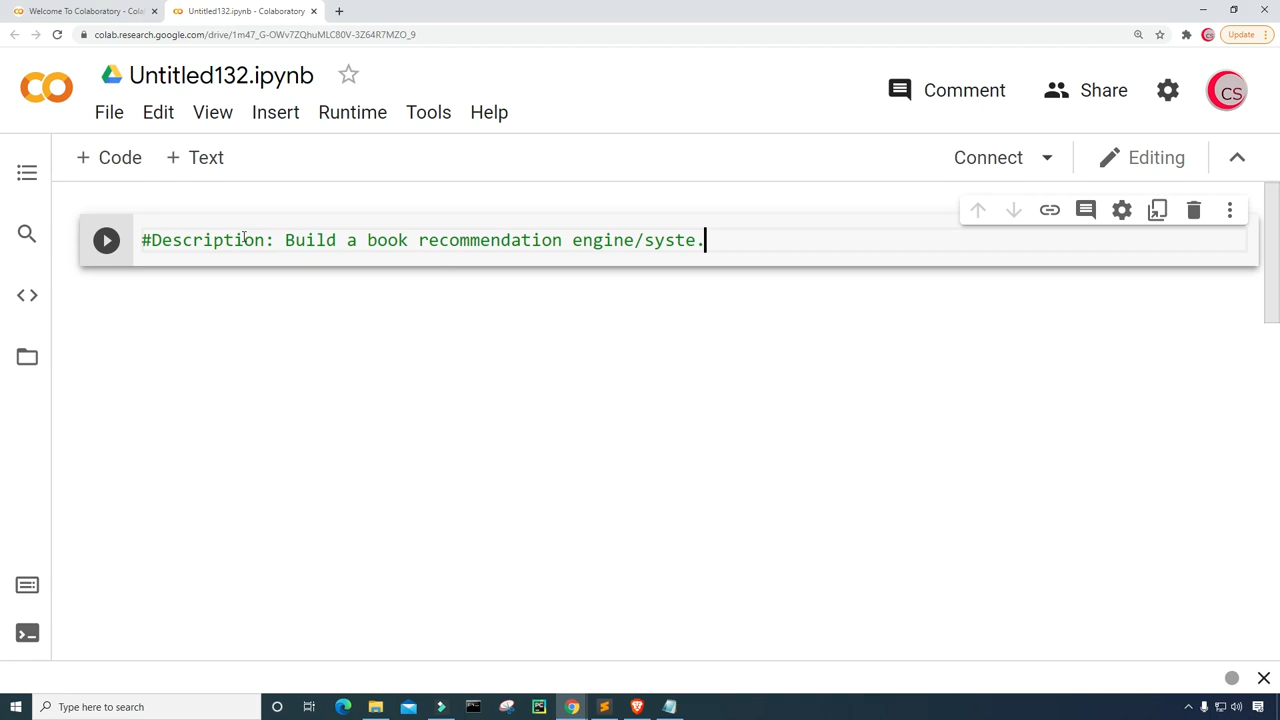 Welcome To Colaboratory - Colal
Untitled132.ipynb - Colaboratory
colab.research.google.com/drive/1m47_G-OWv7ZQhuMLC80V-3Z64R7MZO_9
Update
Untitled132.ipynb
Comment
Share
CS
File Edit View Insert Runtime Tools Help
+ Code + Text
Connect
Editing
#Description: Build a book recommendation engine/syste.
Type here to search